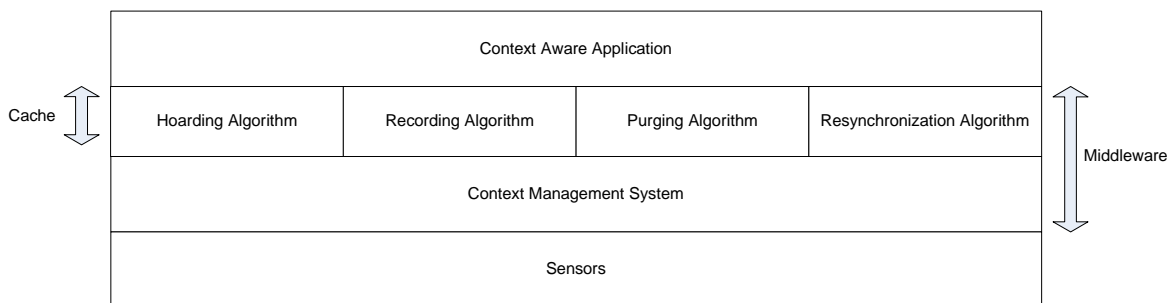 Context Aware Application
Cache
Hoarding Algorithm
Recording Algorithm
Purging Algorithm
Resynchronization Algorithm
Middleware
Context Management System
Sensors